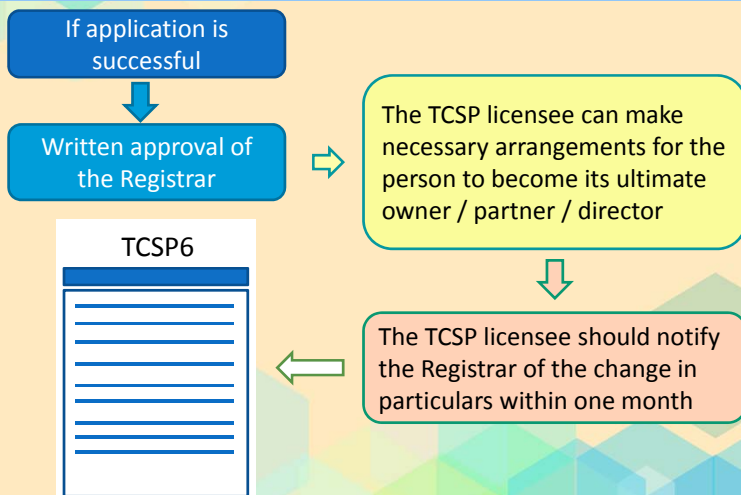 If application is
successful
Written approval of
the Registrar
The TCSP licensee can make
necessary arrangements for the
person to become its ultimate
owner / partner / director
The TCSP licensee should notify
the Registrar of the change in
particulars within one month
TCSP6